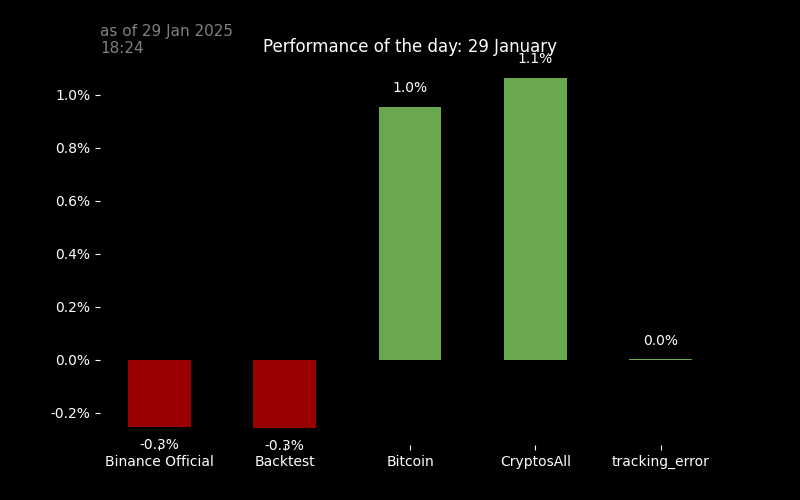 as of 29 Jan 2025
18:24
Performance of the day: 29 January
1.1%
1.0%
1.0%
0.8%
0.6%
0.4%
0.2%
0.0%
0.0%
-0.2%
-0.3%
-0.3%
Binance Official
Backtest
Bitcoin
CryptosAll
tracking_error